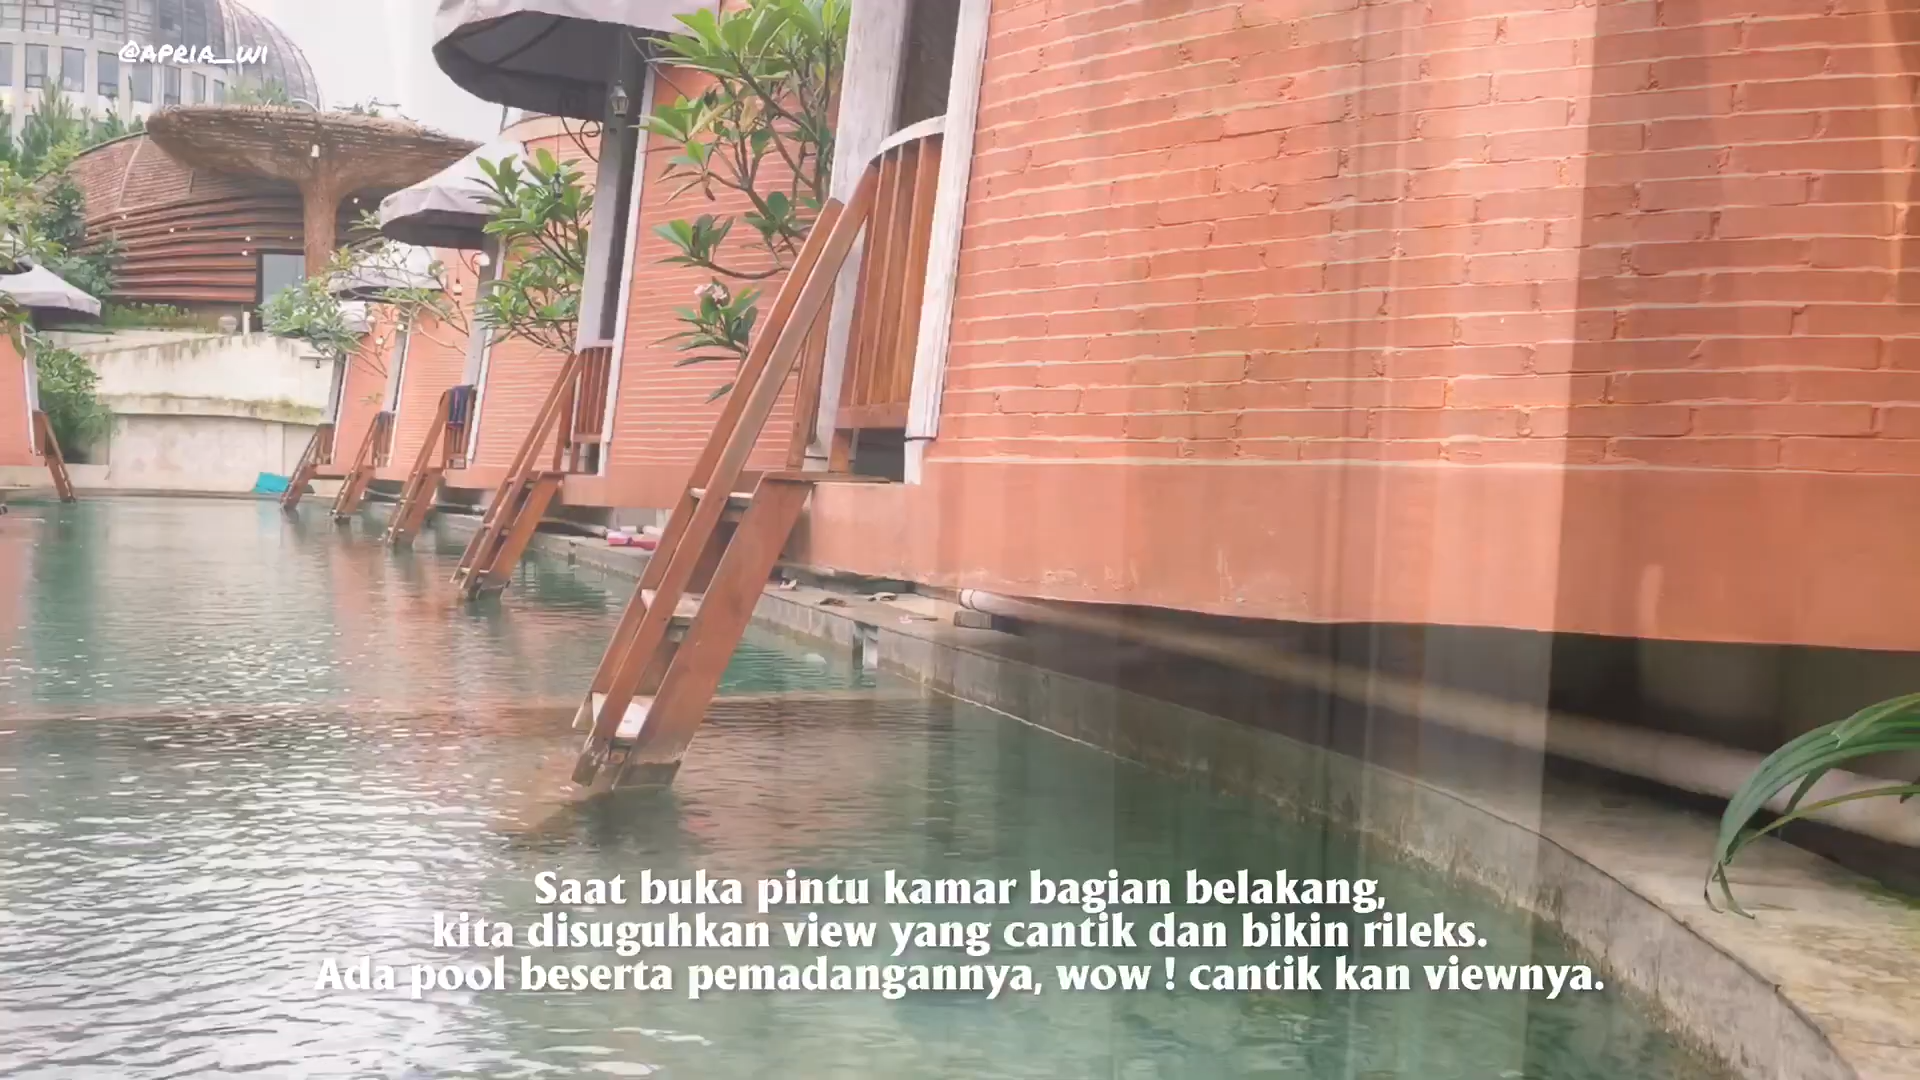 @APRIA_WI
Saat buka pintu kamar bagian belakang,
kita disuguhkan view yang cantik dan bikin rileks.
Ada pool beserta pemadangannya, wow ! cantik kan viewnya.